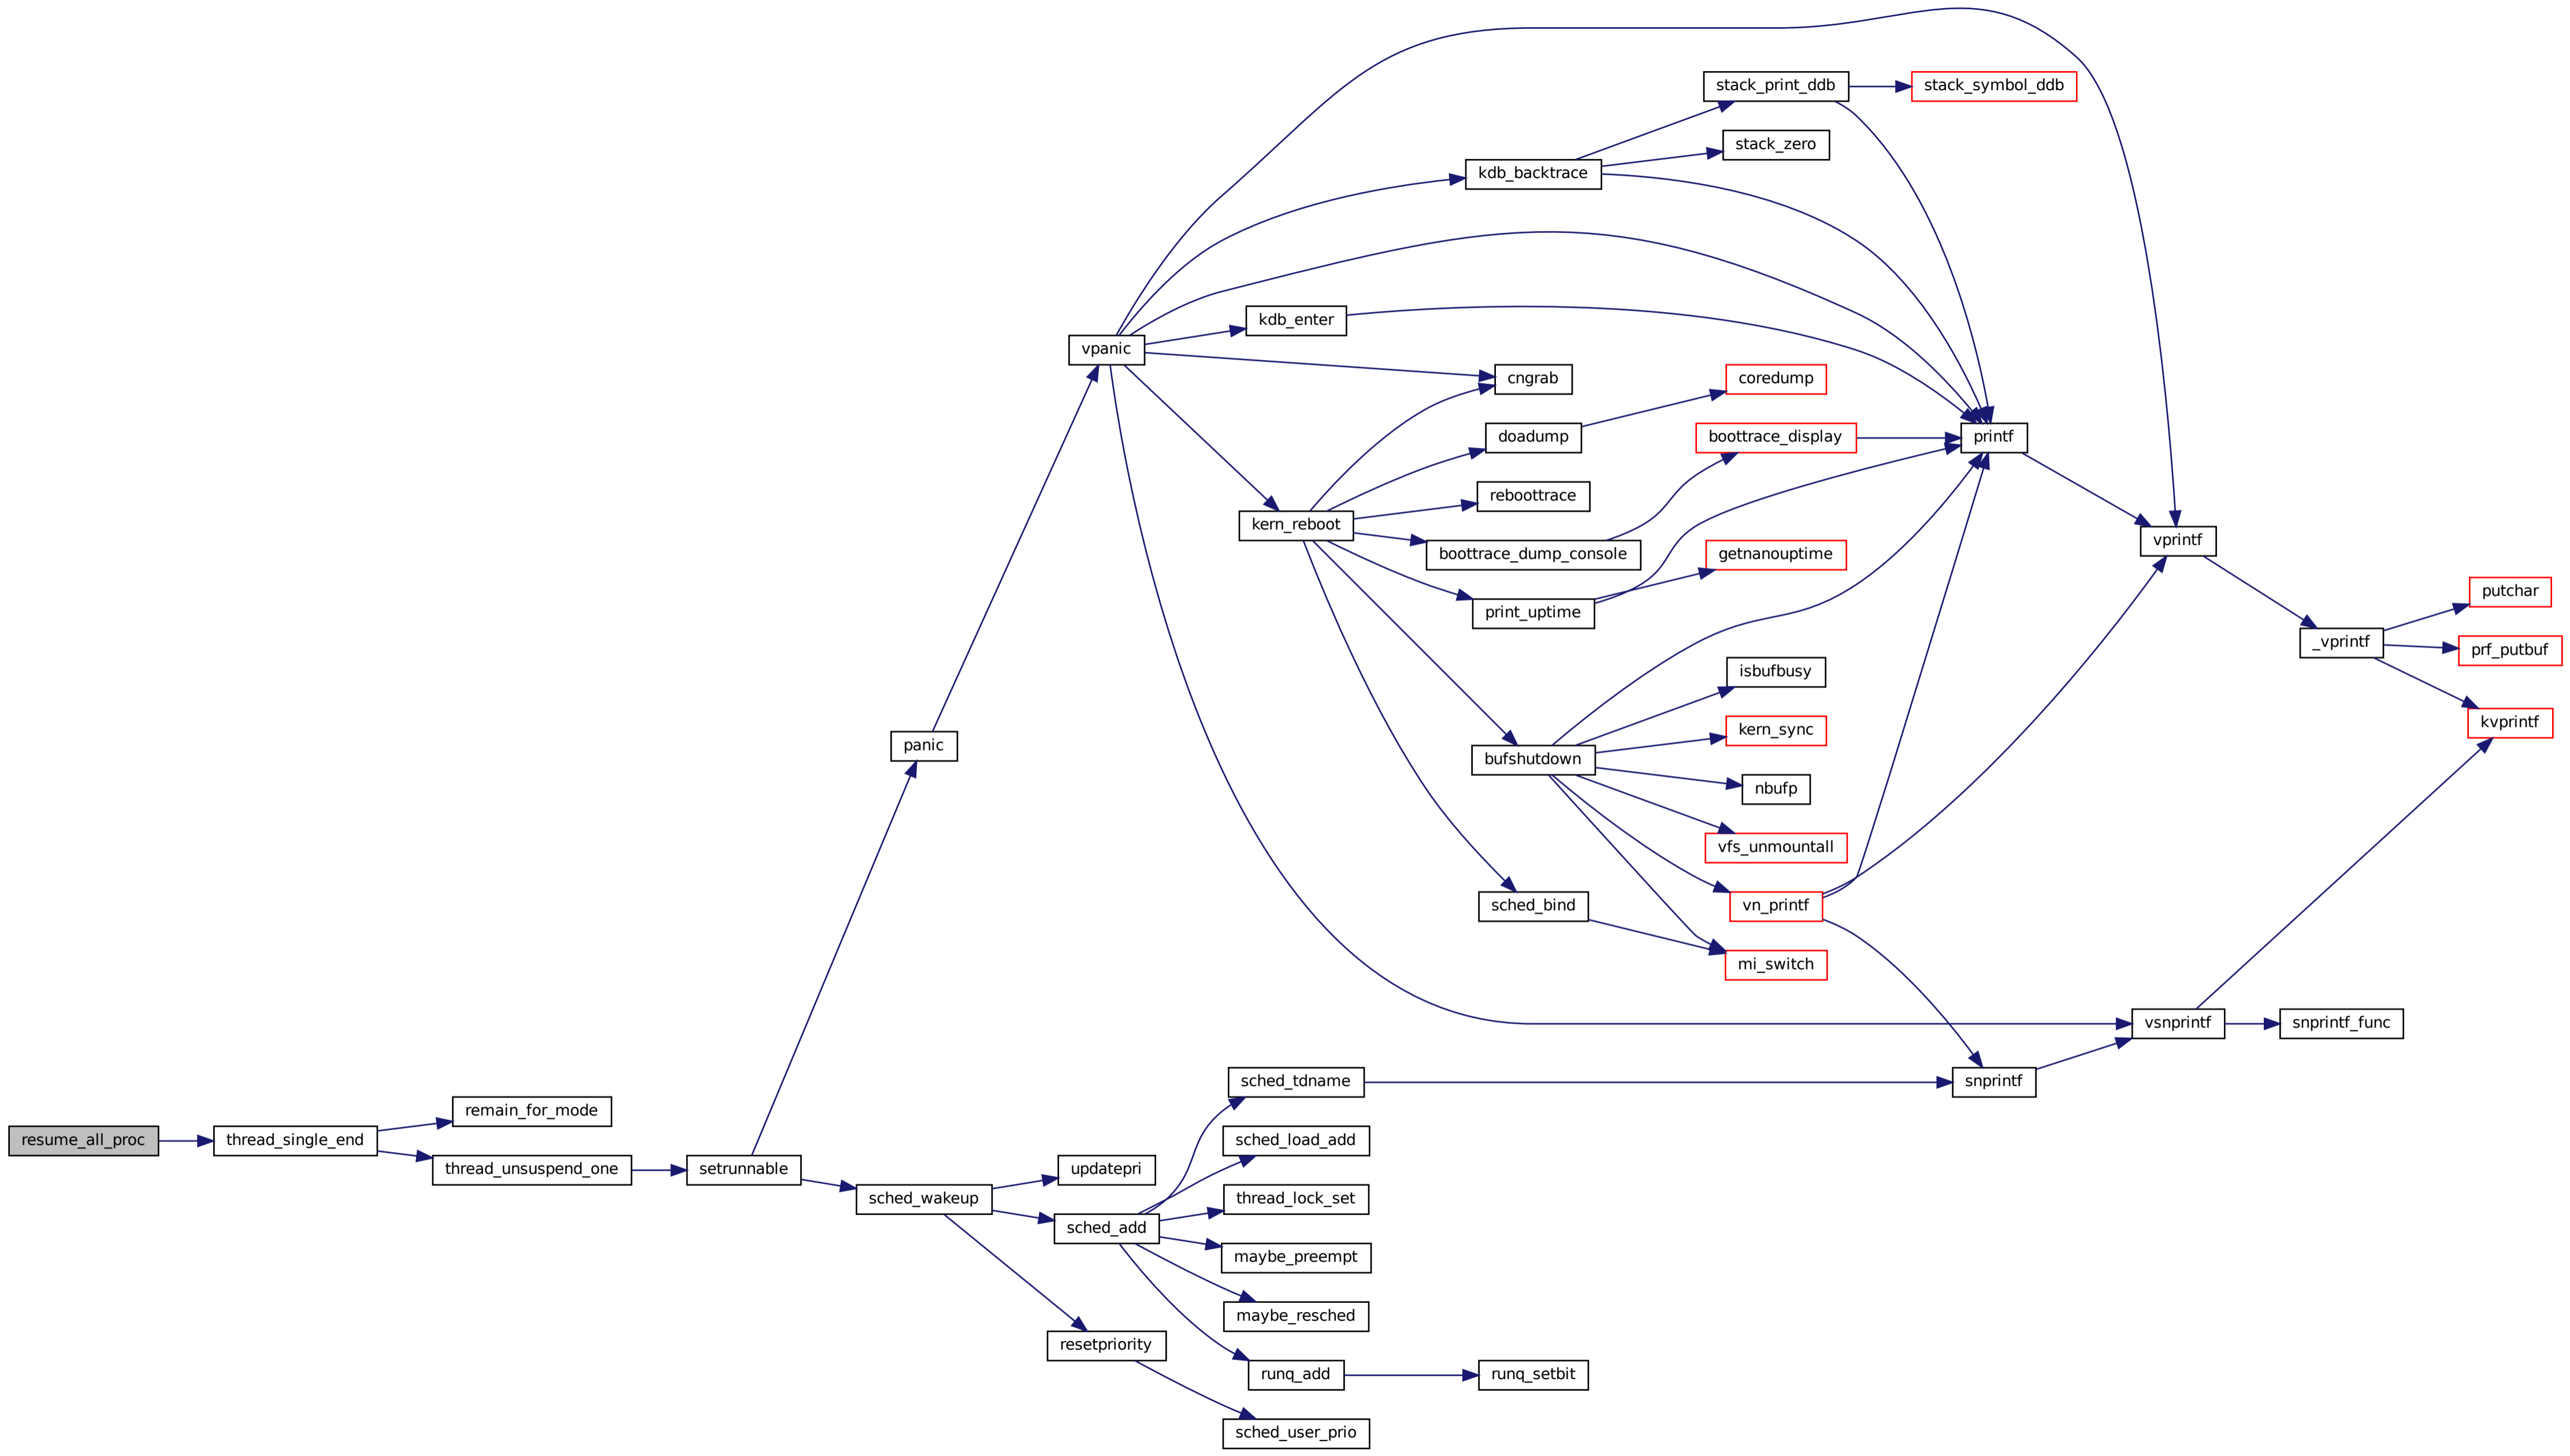 stack_print_ddb
stack_symbol_ddb
stack_zero
kdb_backtrace
kdb_enter
vpanic
cngrab
coredump
doadump
boottrace_display
printf
reboottrace
kern_reboot
vprintf
boottrace_dump_console
getnanouptime
putchar
print_uptime
_vprintf
prf_putbuf
isbufbusy
kvprintf
kern_sync
panic
bufshutdown
nbufp
vfs_unmountall
sched_bind
vn_printf
mi_switch
vsnprintf
snprintf_func
sched_tdname
snprintf
remain_for_mode
resume_all_proc
thread_single_end
sched_load_add
thread_unsuspend_one
setrunnable
updatepri
sched_wakeup
thread_lock_set
sched_add
maybe_preempt
maybe_resched
resetpriority
runq_add
runq_setbit
sched_user_prio